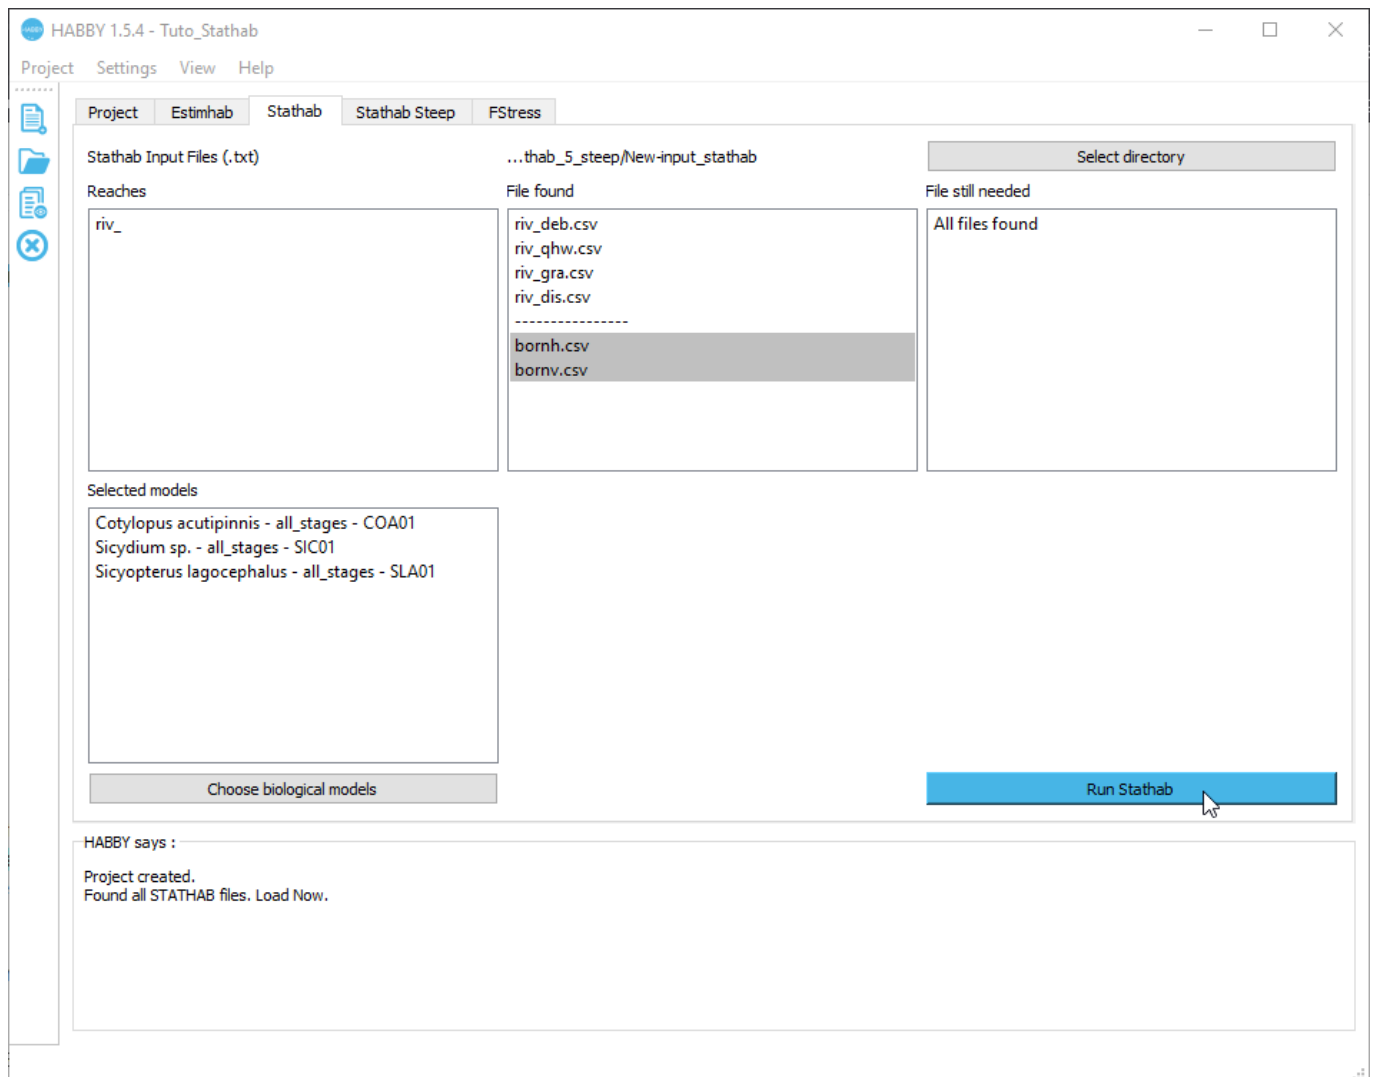 HABBY 1.5.4 - Tuto_Stathab
Project Settings View Help
Project Estimhab Stathab Stathab Steep FStress
Stathab Input Files (.txt) ...thab_5_steep/New-input_stathab Select directory
Reaches File found File still needed
riv_ riv_deb.csv All files found
riv_qhw.csv
riv_gra.csv
riv_dis.csv
----------------
bornh.csv
bornv.csv
Selected models
Cotylopus acutipinnis - all_stages - COA01
Sicydium sp. - all_stages - SIC01
Sicyopterus lagocephalus - all_stages - SLA01
Choose biological models Run Stathab
HABBY says :
Project created.
Found all STATHAB files. Load Now.